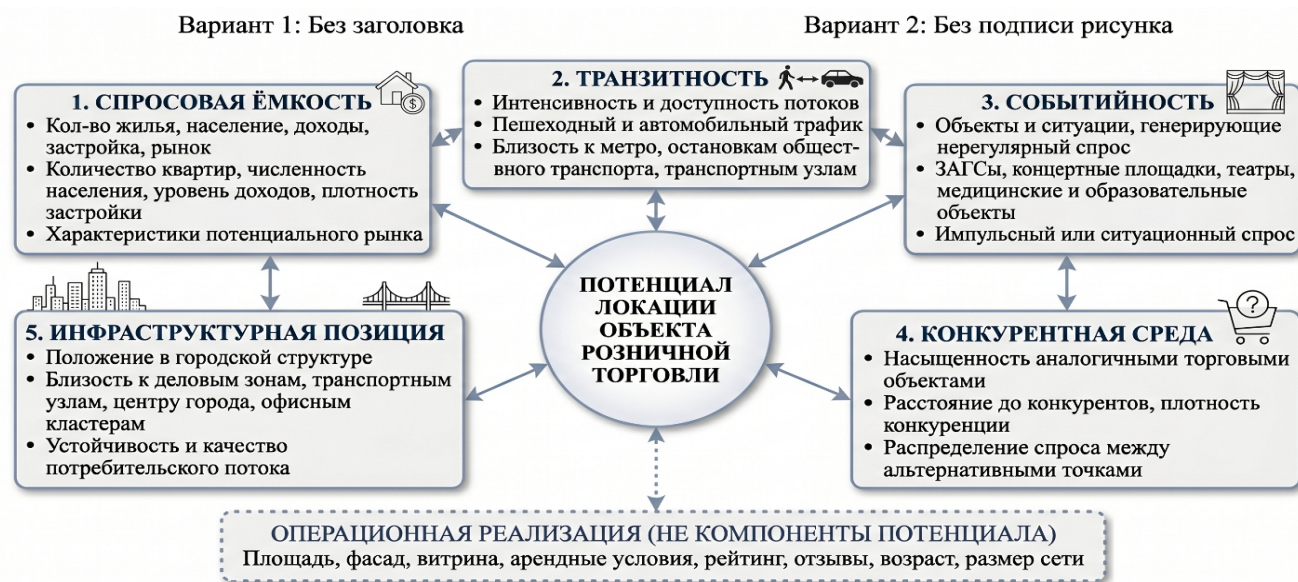 Вариант 1: Без заголовка
Вариант 2: Без подписи рисунка
1. СПРОСОВАЯ ЁМКОСТЬ
$
• Кол-во жилья, население, доходы,
застройка, рынок
• Количество квартир, численность
населения, уровень доходов, плотность
застройки
• Характеристики потенциального рынка
2. ТРАНЗИТНОСТЬ
• Интенсивность и доступность потоков
• Пешеходный и автомобильный трафик
• Близость к метро, остановкам общест-
вного транспорта, транспортным узлам
3. СОБЫТИЙНОСТЬ
• Объекты и ситуации, генерирующие
нерегулярный спрос
• ЗАГСы, концертные площадки, театры,
медицинские и образовательные
объекты
• Импульсный или ситуационный спрос
ПОТЕНЦИАЛ
ЛОКАЦИИ
ОБЪЕКТА
РОЗНИЧНОЙ
ТОРГОВЛИ
5. ИНФРАСТРУКТУРНАЯ ПОЗИЦИЯ
• Положение в городской структуре
• Близость к деловым зонам, транспортным
узлам, центру города, офисным
кластерам
• Устойчивость и качество
потребительского потока
?
4. КОНКУРЕНТНАЯ СРЕДА
• Насыщенность аналогичными торговыми
объектами
• Расстояние до конкурентов, плотность
конкуренции
• Распределение спроса между
альтернативными точками
ОПЕРАЦИОННАЯ РЕАЛИЗАЦИЯ (НЕ КОМПОНЕНТЫ ПОТЕНЦИАЛА)
Площадь, фасад, витрина, арендные условия, рейтинг, отзывы, возраст, размер сети